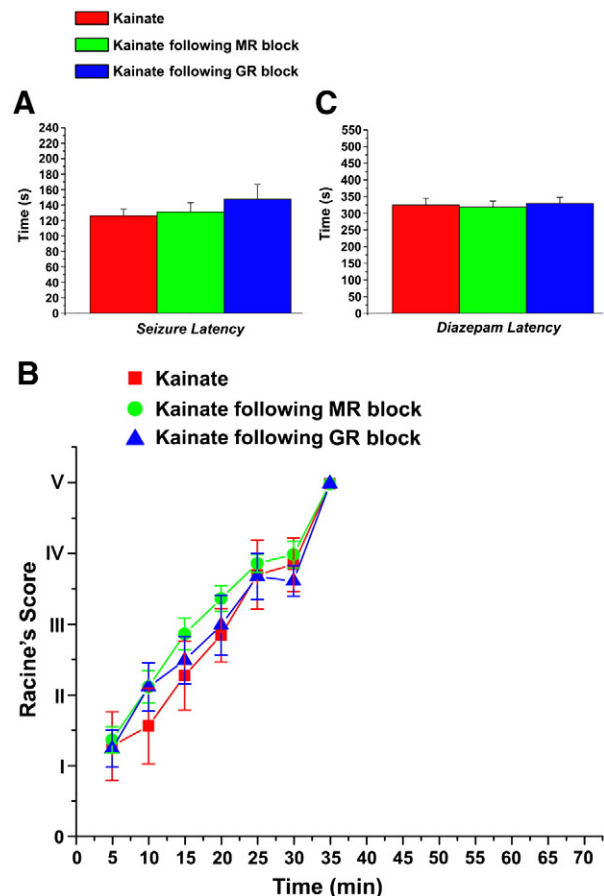 Kainate
Kainate following MR block
Kainate following GR block
A
240
220
200
180
160
140
120
100
80
60
40
20
0
Time (s)
Seizure Latency
C
550
500
450
400
350
300
250
200
150
100
50
0
Time (s)
Diazepam Latency
B
Kainate
Kainate following MR block
Kainate following GR block
V
IV
III
II
I
0
Racine's Score
0 5 10 15 20 25 30 35 40 45 50 55 60 65 70
Time (min)